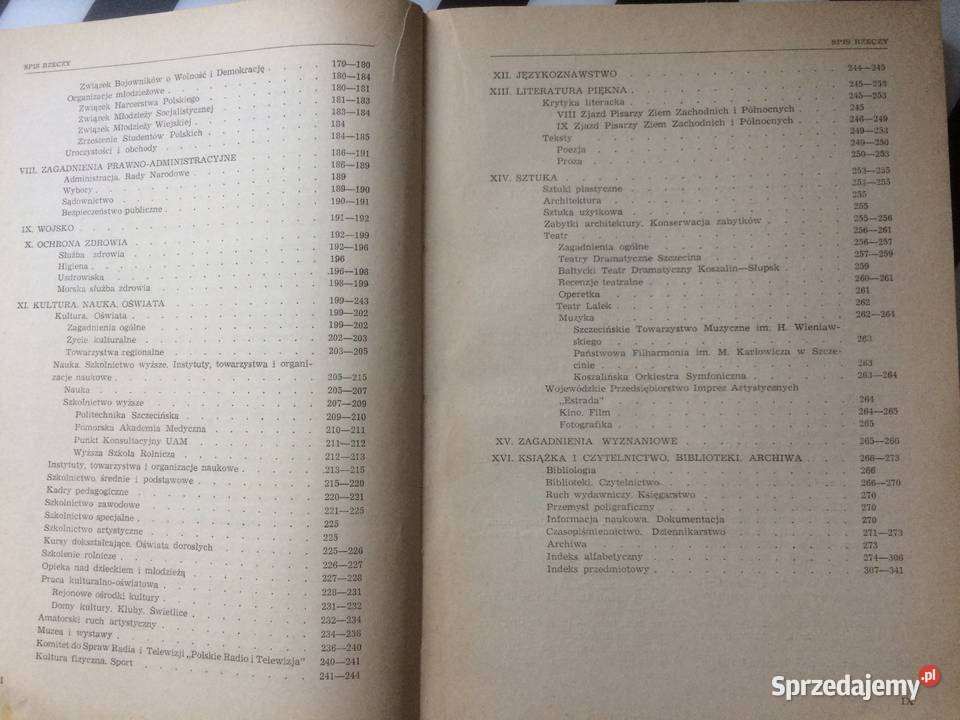 SPIS RZECZY
Związek Bojowników o Wolność i Demokrację . 179—180
Organizacje młodzieżowe . 180—184
Związek Harcerstwa Polskiego . 180—181
Związek Młodzieży Socjalistycznej . 181—183
Związek Młodzieży Wiejskiej . 183—184
Zrzeszenie Studentów Polskich . 184
Uroczystości i obchody . 184—185
VIII. ZAGADNIENIA PRAWNO-ADMINISTRACYJNE . 186—191
Administracja. Rady Narodowe . 186—189
Wybory . 189
Sądownictwo . 189—190
Bezpieczeństwo publiczne . 190—191
IX. WOJSKO . 191—192
X. OCHRONA ZDROWIA . 192—199
Służba zdrowia . 192—196
Higiena . 196
Uzdrowiska . 196—198
Morska służba zdrowia . 198—199
XI. KULTURA. NAUKA. OŚWIATA . 199—243
Kultura. Oświata . 199—202
Zagadnienia ogólne . 199—202
Życie kulturalne . 202—203
Towarzystwa regionalne . 203—205
Nauka. Szkolnictwo wyższe. Instytuty, towarzystwa i organi-
zacje naukowe . 205—215
Nauka . 205—207
Szkolnictwo wyższe . 207—209
Politechnika Szczecińska . 209—210
Pomorska Akademia Medyczna . 210—211
Punkt Konsultacyjny UAM . 211—212
Wyższa Szkoła Rolnicza . 212—213
Instytuty, towarzystwa i organizacje naukowe . 213—215
Szkolnictwo średnie i podstawowe . 215—220
Kadry pedagogiczne . 220—221
Szkolnictwo zawodowe . 221—225
Szkolnictwo specjalne . 225
Szkolnictwo artystyczne . 225
Kursy dokształcające. Oświata dorosłych . 225—226
Szkolenie rolnicze . 226—227
Opieka nad dzieckiem i młodzieżą . 227—228
Praca kulturalno-oświatowa . 228—231
Rejonowe ośrodki kultury . 231—232
Domy kultury. Kluby. Świetlice . 232—234
Amatorski ruch artystyczny . 234—236
Muzea i wystawy . 236—240
Komitet do Spraw Radia i Telewizji „Polskie Radio i Telewizja" 240—241
Kultura fizyczna. Sport . 241—244
SPIS RZECZY
XII. JĘZYKOZNAWSTWO . 244—245
XIII. LITERATURA PIĘKNA . 245—253
Krytyka literacka . 245—253
VIII Zjazd Pisarzy Ziem Zachodnich i Północnych . 245
IX Zjazd Pisarzy Ziem Zachodnich i Północnych . 246—249
Teksty . 249—253
Poezja . 249—250
Proza . 250—253
XIV. SZTUKA . 253—255
Sztuki plastyczne . 253—255
Architektura . 255
Sztuka użytkowa . 255
Zabytki architektury. Konserwacja zabytków . 255—256
Teatr . 256—261
Zagadnienia ogólne . 256—257
Teatry Dramatyczne Szczecina . 257—259
Bałtycki Teatr Dramatyczny Koszalin—Słupsk . 259
Recenzje teatralne . 260—261
Operetka . 261
Teatr Lalek . 262
Muzyka . 262—264
Szczecińskie Towarzystwo Muzyczne im. H. Wieniaw-
skiego . 263
Państwowa Filharmonia im. M. Karłowicza w Szcze-
cinie . 263
Koszalińska Orkiestra Symfoniczna . 263—264
Wojewódzkie Przedsiębiorstwo Imprez Artystycznych
„Estrada" . 264
Kino. Film . 264—265
Fotografika . 265
XV. ZAGADNIENIA WYZNANIOWE . 265—266
XVI. KSIĄŻKA I CZYTELNICTWO. BIBLIOTEKI. ARCHIWA . 266—273
Bibliologia . 266
Biblioteki. Czytelnictwo . 266—270
Ruch wydawniczy. Księgarstwo . 270
Przemysł poligraficzny . 270
Informacja naukowa. Dokumentacja . 270
Czasopiśmiennictwo. Dziennikarstwo . 271—273
Archiwa . 273
Indeks alfabetyczny . 274—306
Indeks przedmiotowy . 307—341
IX
Sprzedajemy.pl